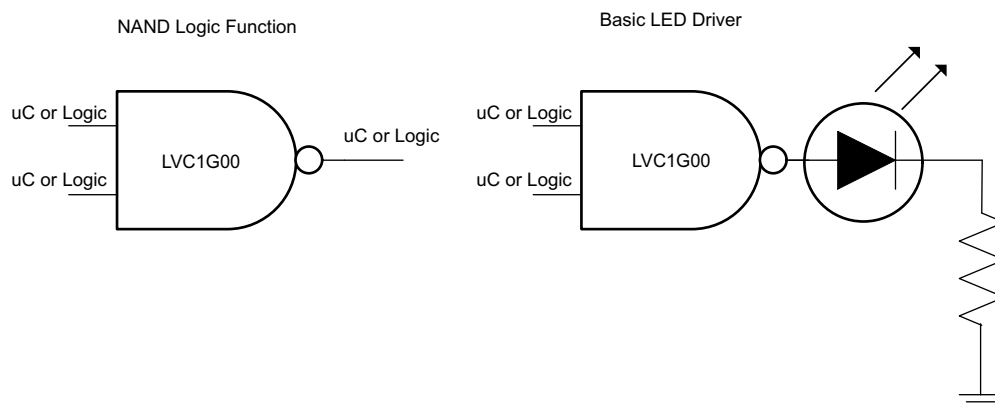 NAND Logic Function
uC or Logic
uC or Logic
LVC1G00
uC or Logic
Basic LED Driver
uC or Logic
uC or Logic
LVC1G00